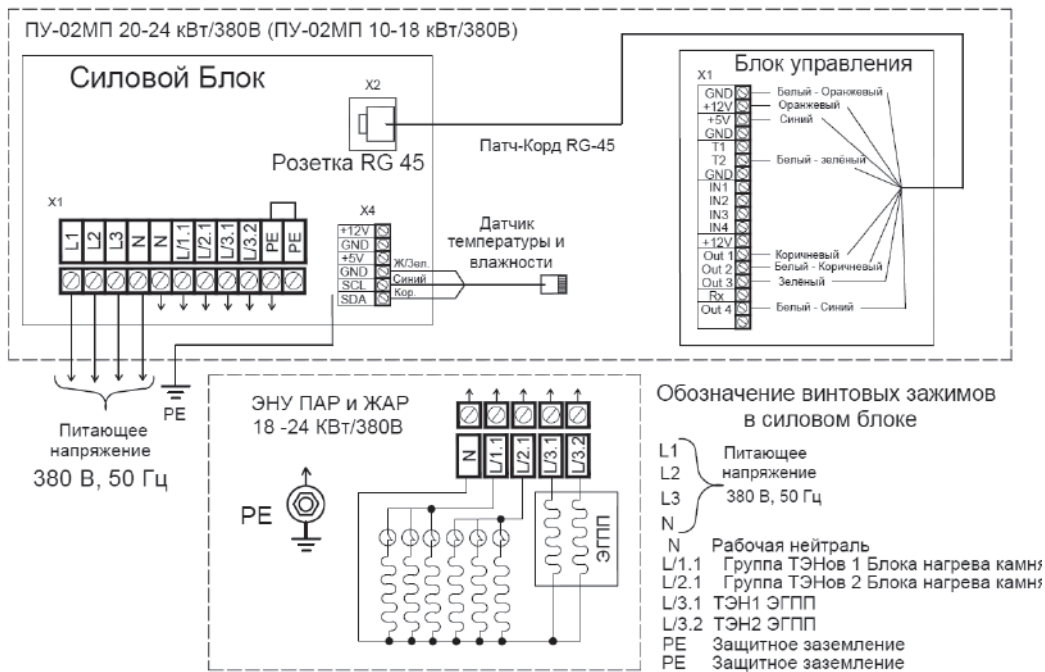 ПУ-02МП 20-24 кВт/380В (ПУ-02МП 10-18 кВт/380В)
Силовой Блок
X2
Розетка RG 45
Патч-Корд RG-45
X1
L1
L2
L3
N
N
L/1.1
L/2.1
L/3.1
L/3.2
PE
PE
X4
+12V
GND
+5V
GND
SCL
SDA
Ж/Зел.
Синий
Кор.
Датчик
температуры и
влажности
Блок управления
X1
GND
+12V
+5V
GND
T1
T2
GND
IN1
IN2
IN3
IN4
+12V
Out 1
Out 2
Out 3
Rx
Out 4
Белый - Оранжевый
Оранжевый
Синий
Белый - зелёный
Коричневый
Белый - Коричневый
Зелёный
Белый - Синий
PE
Питающее
напряжение
380 В, 50 Гц
ЭНУ ПАР и ЖАР
18 -24 КВт/380В
PE
N
L/1.1
L/2.1
L/3.1
L/3.2
ЭГПП
Обозначение винтовых зажимов
в силовом блоке
L1
L2
L3
N
Питающее
напряжение
380 В, 50 Гц
N Рабочая нейтраль
L/1.1 Группа ТЭНов 1 Блока нагрева камня
L/2.1 Группа ТЭНов 2 Блока нагрева камня
L/3.1 ТЭН1 ЭГПП
L/3.2 ТЭН2 ЭГПП
PE Защитное заземление
PE Защитное заземление